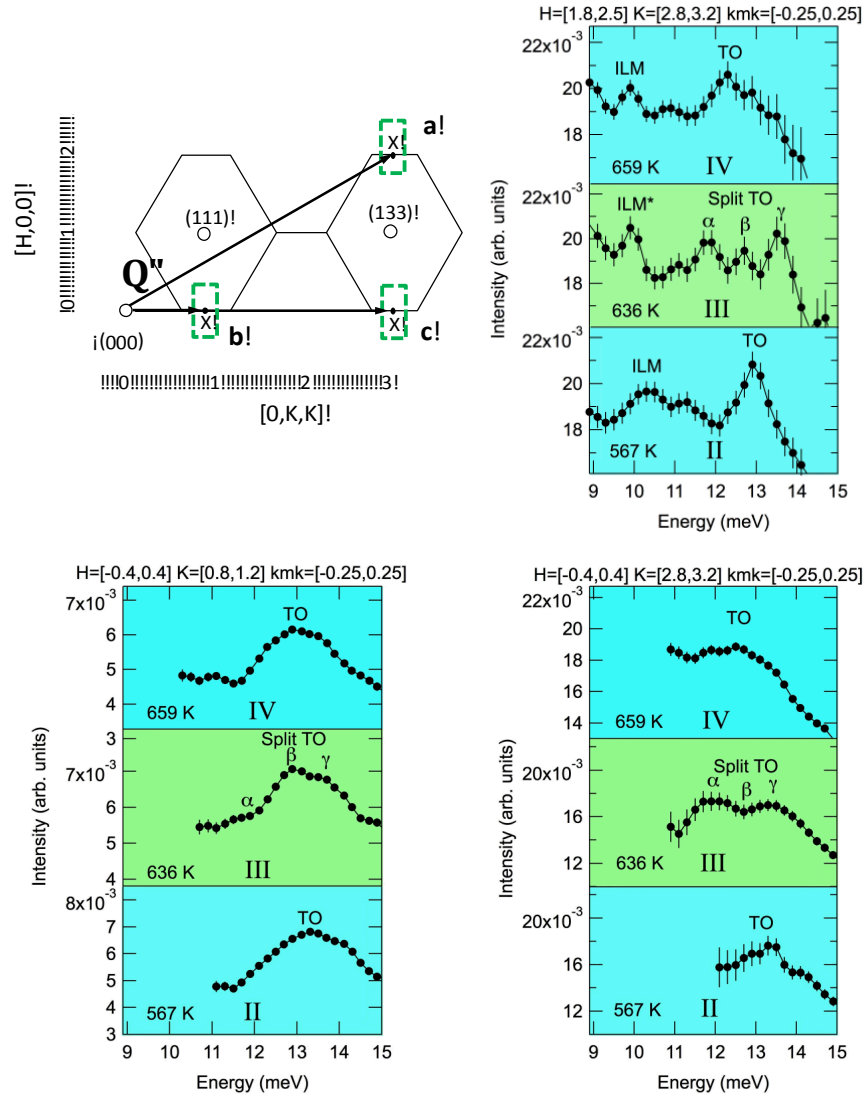 a!
X!
[H,0,0]!
!!!!0!!!!!!!!!!!!!!!!!!1!!!!!!!!!!!!!!!!!!2!!!!!!
(111)!
(133)!
Q"
X!
b!
X!
c!
¡(000)
!!!!0!!!!!!!!!!!!!!!!!!1!!!!!!!!!!!!!!!!!!2!!!!!!!!!!!!!!!3!
[0,K,K]!
H=[1.8,2.5] K=[2.8,3.2] kmk=[-0.25,0.25]
22x10⁻³
20
18
ILM
TO
659 K
IV
22x10⁻³
20
18
ILM*
Split TO
α
β
γ
636 K
III
22x10⁻³
20
18
ILM
TO
567 K
II
Intensity (arb. units)
9 10 11 12 13 14 15
Energy (meV)
H=[-0.4,0.4] K=[0.8,1.2] kmk=[-0.25,0.25]
7x10⁻³
6
5
4
3
TO
659 K
IV
7x10⁻³
6
5
4
Split TO
α
β
γ
636 K
III
8x10⁻³
7
6
5
4
3
TO
567 K
II
Intensity (arb. units)
9 10 11 12 13 14 15
Energy (meV)
H=[-0.4,0.4] K=[2.8,3.2] kmk=[-0.25,0.25]
22x10⁻³
20
18
16
14
TO
659 K
IV
20x10⁻³
16
12
Split TO
α
β
γ
636 K
III
20x10⁻³
16
12
TO
567 K
II
Intensity (arb. units)
9 10 11 12 13 14 15
Energy (meV)